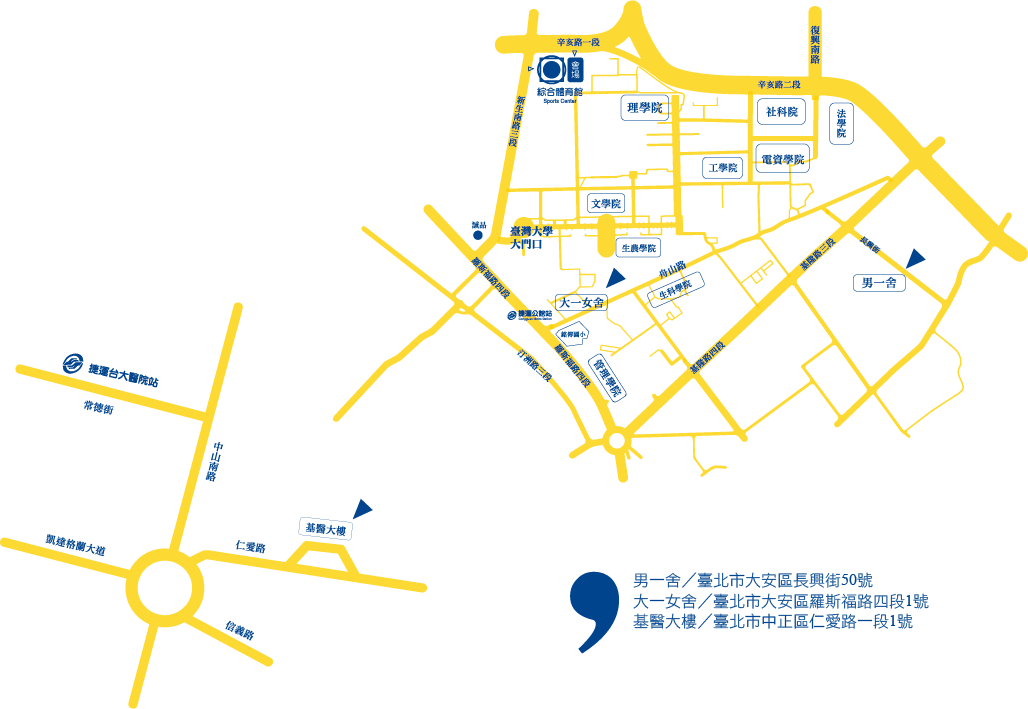 辛亥路一段
復興南路
會場
綜合體育館
Sports Center
辛亥路二段
新生南路三段
理學院
社科院
法學院
工學院
電資學院
文學院
誠品
臺灣大學
大門口
生農學院
羅斯福路四段
舟山路
基隆路三段
長興街
男一舍
生科學院
大一女舍
捷運公館站
銘傳國小
汀洲路三段
羅斯福路四段
管理學院
基隆路四段
捷運台大醫院站
常德街
中山南路
基醫大樓
凱達格蘭大道
仁愛路
信義路
男一舍／臺北市大安區長興街50號
大一女舍／臺北市大安區羅斯福路四段1號
基醫大樓／臺北市中正區仁愛路一段1號